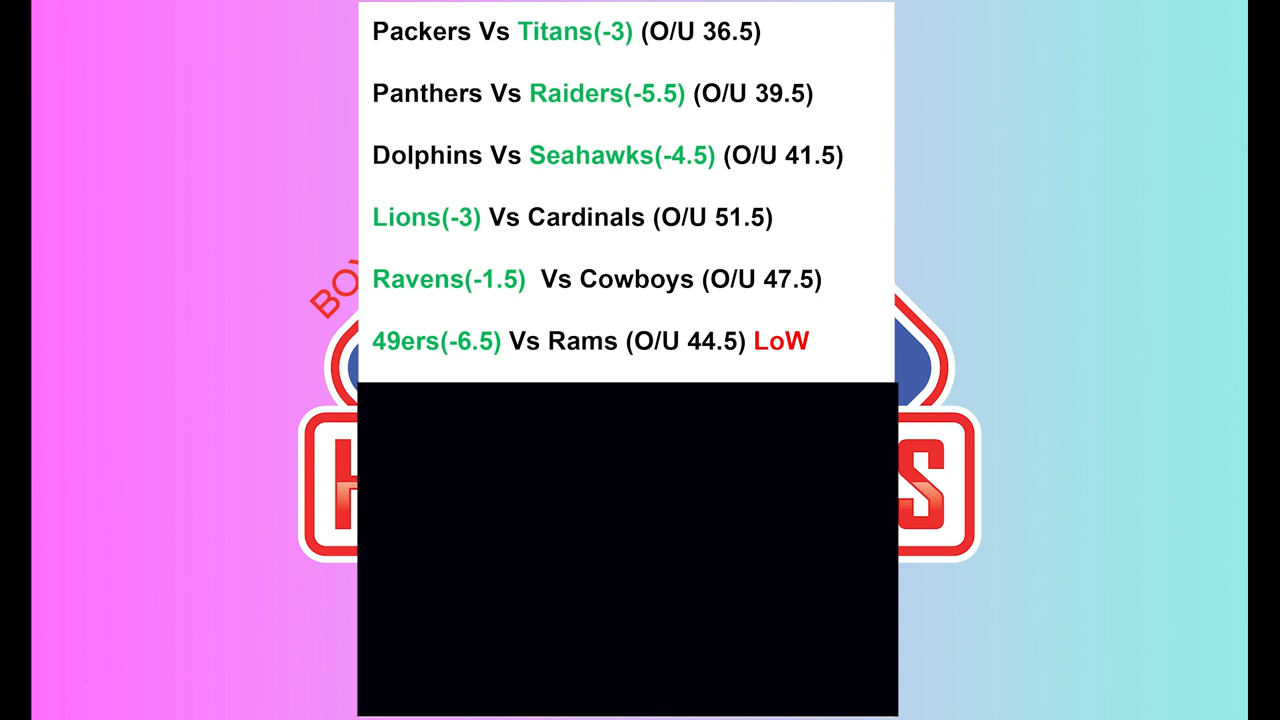 Packers Vs Titans(-3) (O/U 36.5)
Panthers Vs Raiders(-5.5) (O/U 39.5)
Dolphins Vs Seahawks(-4.5) (O/U 41.5)
Lions(-3) Vs Cardinals (O/U 51.5)
Ravens(-1.5)  Vs Cowboys (O/U 47.5)
49ers(-6.5) Vs Rams (O/U 44.5) LoW